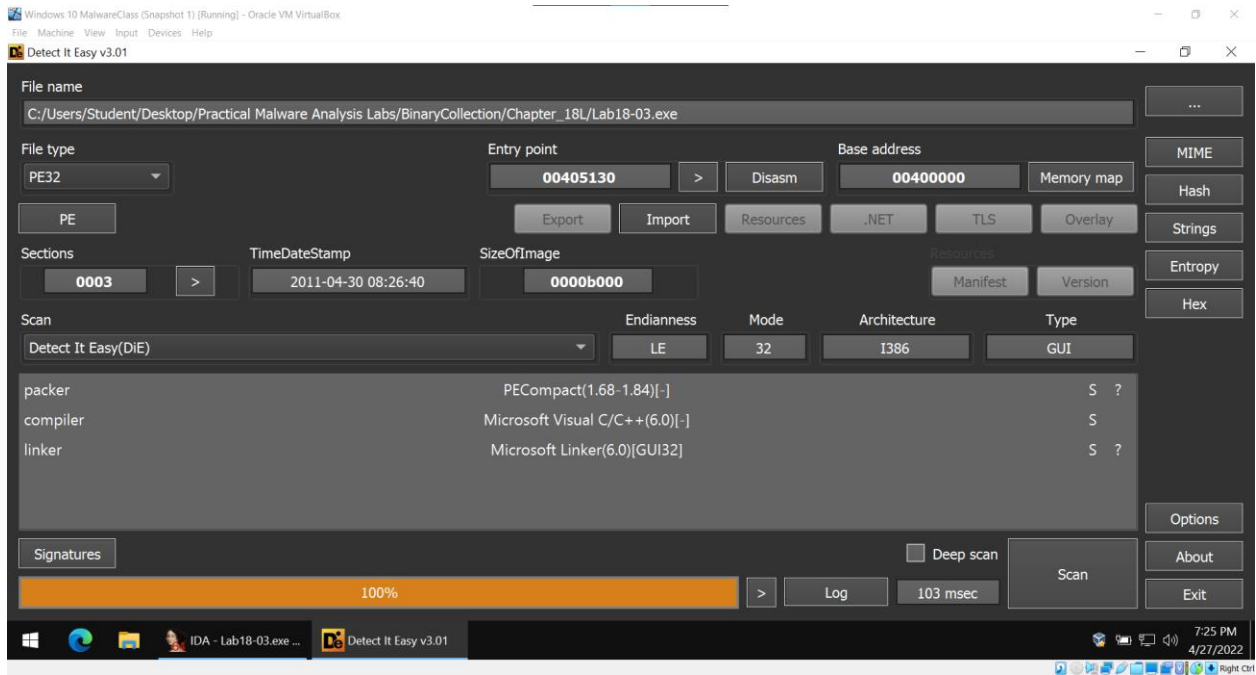 Windows 10 MalwareClass (Snapshot 1) [Running] - Oracle VM VirtualBox
File Machine View Input Devices Help
Detect It Easy v3.01
File name
C:/Users/Student/Desktop/Practical Malware Analysis Labs/BinaryCollection/Chapter_18L/Lab18-03.exe
...
File type Entry point Base address
PE32 00405130 > Disasm 00400000 Memory map MIME
Hash
PE Export Import Resources .NET TLS Overlay Strings
Sections TimeDateStamp SizeOfImage Resources
0003 > 2011-04-30 08:26:40 0000b000 Manifest Version Entropy
Hex
Scan Endianness Mode Architecture Type
Detect It Easy(DiE) LE 32 I386 GUI
packer PECompact(1.68-1.84)[-] S ?
compiler Microsoft Visual C/C++(6.0)[-] S
linker Microsoft Linker(6.0)[GUI32] S ?
Options
Signatures Deep scan Scan About
100% > Log 103 msec Exit
IDA - Lab18-03.exe ... Detect It Easy v3.01 7:25 PM
4/27/2022
Right Ctrl